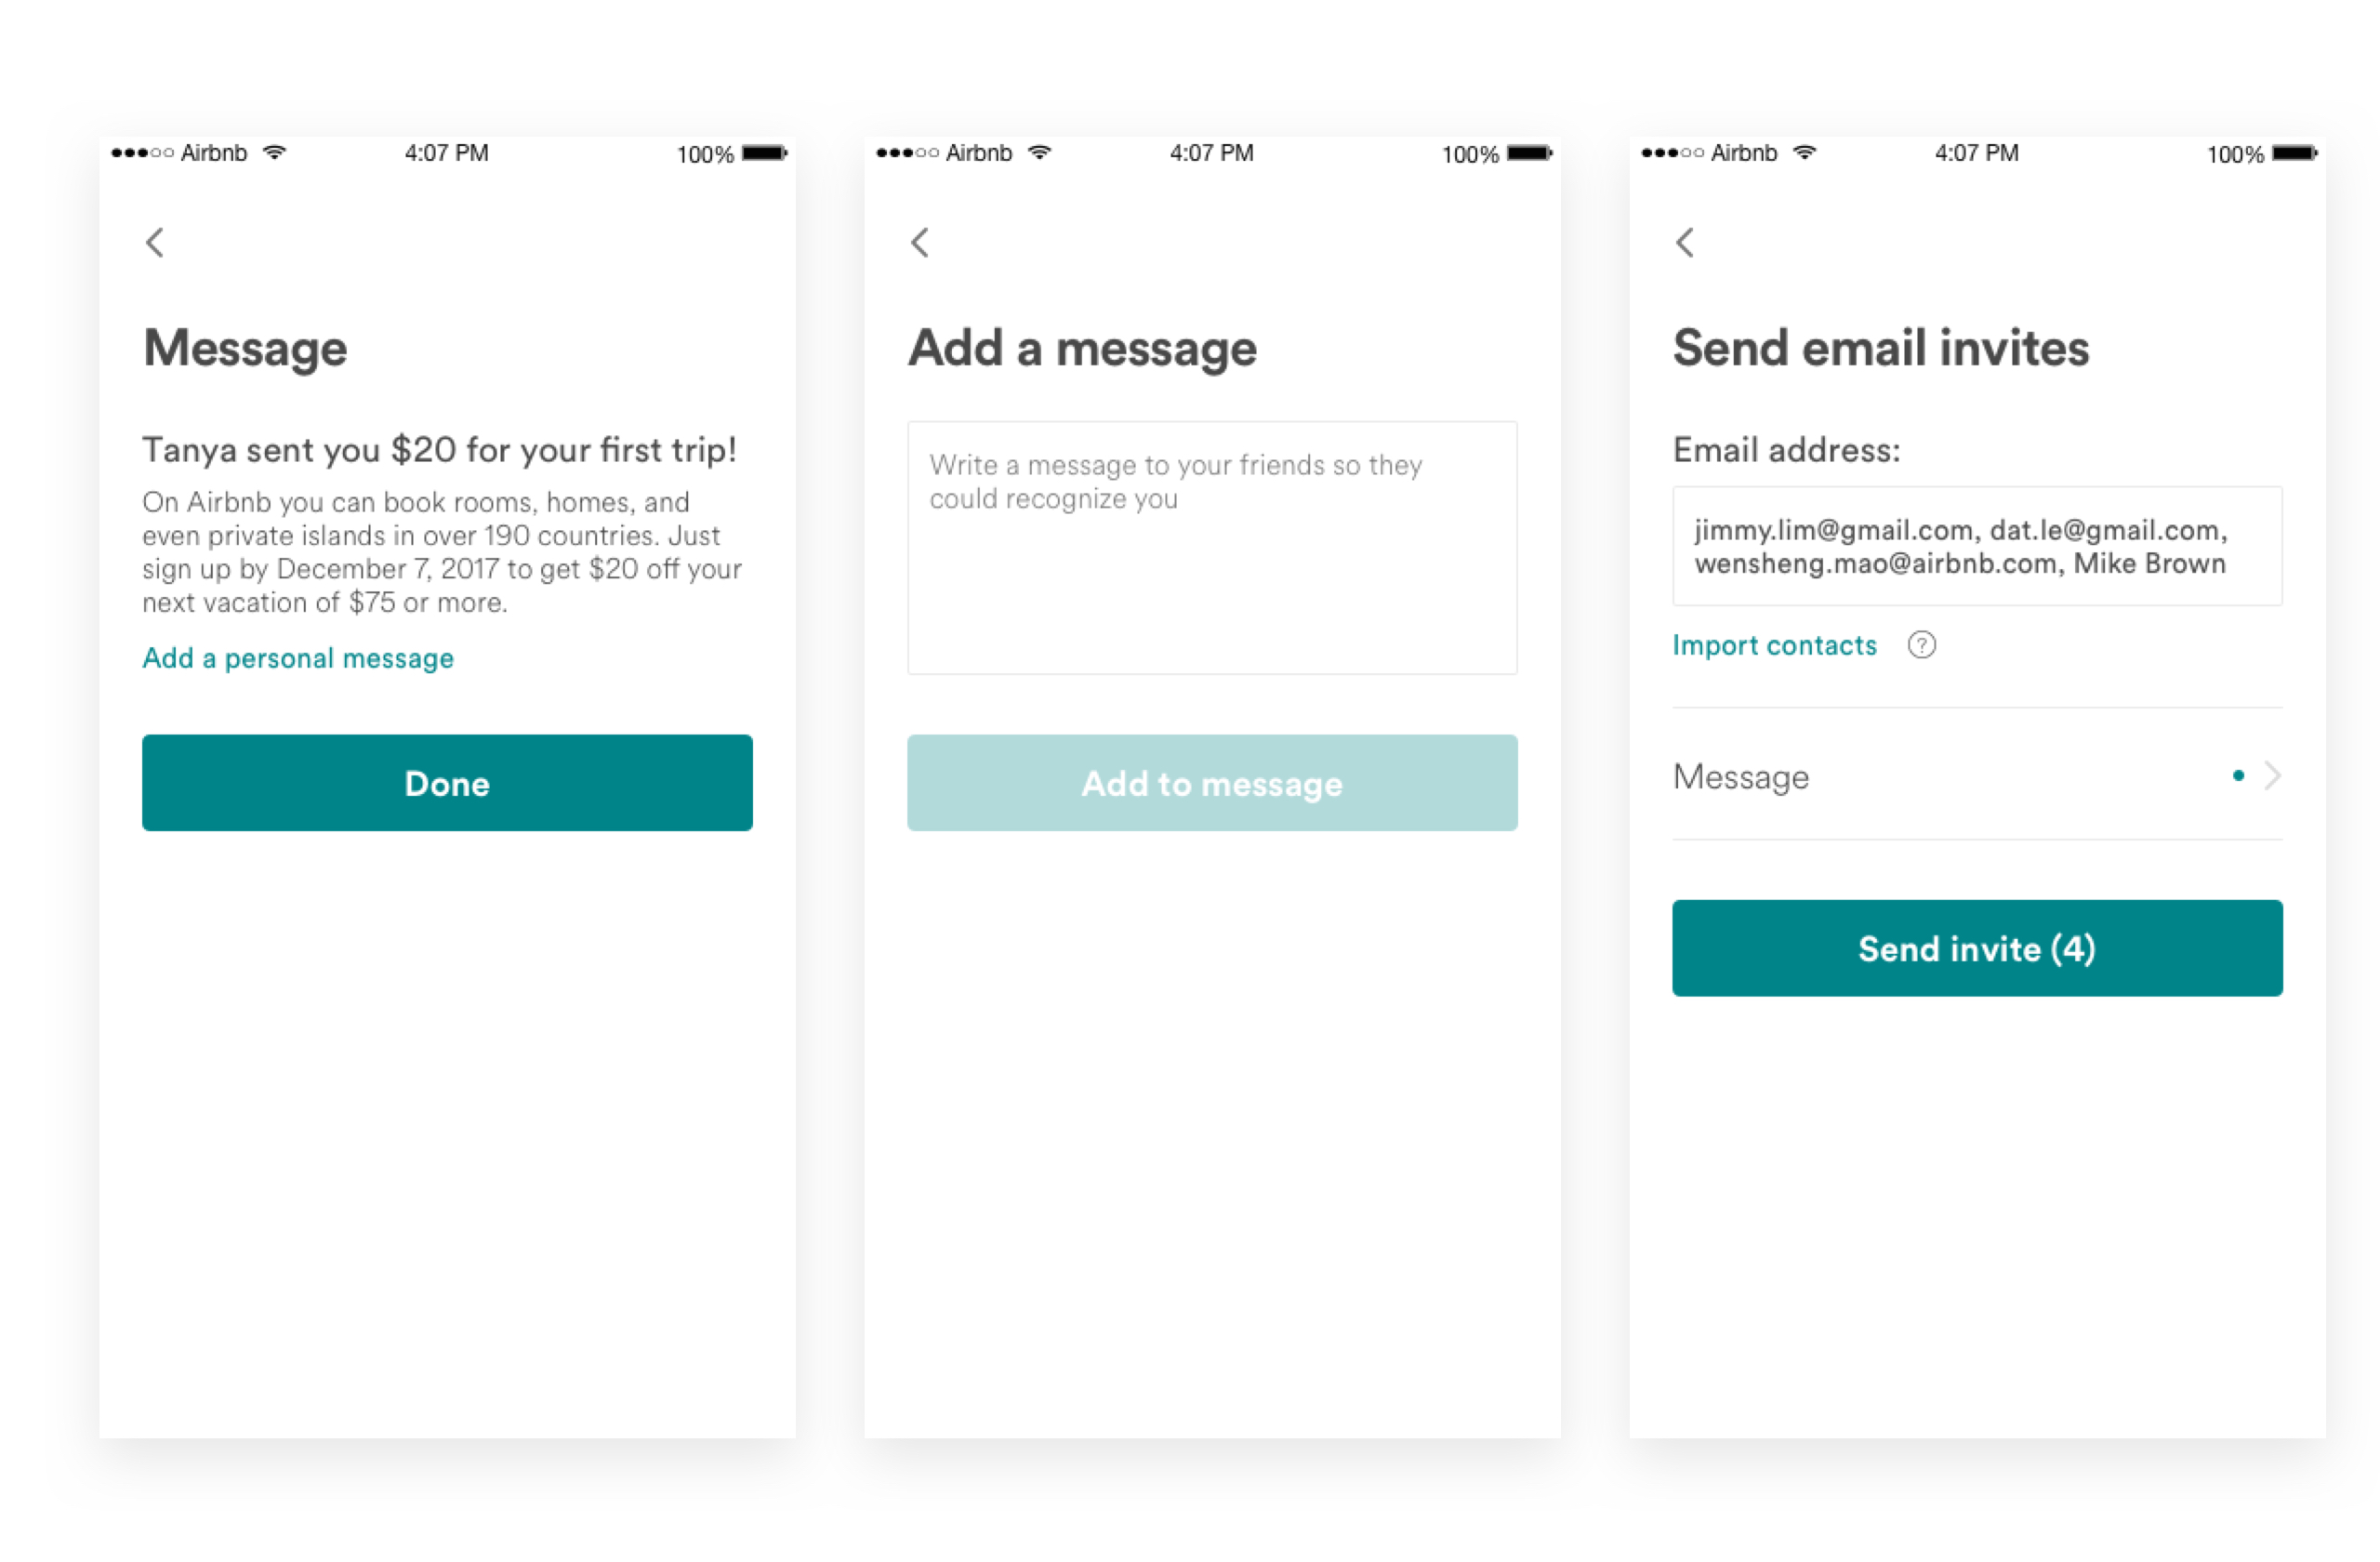 Airbnb 4:07 PM 100%
Message
Tanya sent you $20 for your first trip!
On Airbnb you can book rooms, homes, and
even private islands in over 190 countries. Just
sign up by December 7, 2017 to get $20 off your
next vacation of $75 or more.
Add a personal message
Done
Airbnb 4:07 PM 100%
Add a message
Write a message to your friends so they
could recognize you
Add to message
Airbnb 4:07 PM 100%
Send email invites
Email address:
jimmy.lim@gmail.com, dat.le@gmail.com,
wensheng.mao@airbnb.com, Mike Brown
Import contacts ?
Message
Send invite (4)